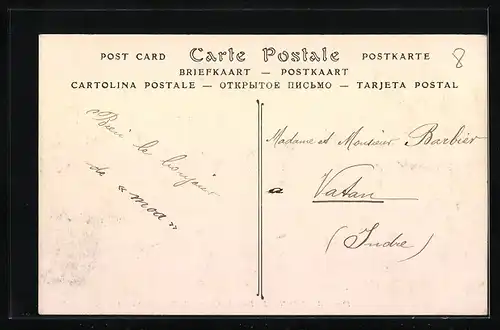 POST CARD Carte Postale POSTKARTE
BRIEFKAART — POSTKAART
CARTOLINA POSTALE — ОТКРЫТОЕ ПИСЬМО — TARJETA POSTAL
8
Bien le bonjour
de « moa »
Madame et Monsieur Barbier
a Vatan
(Indre)